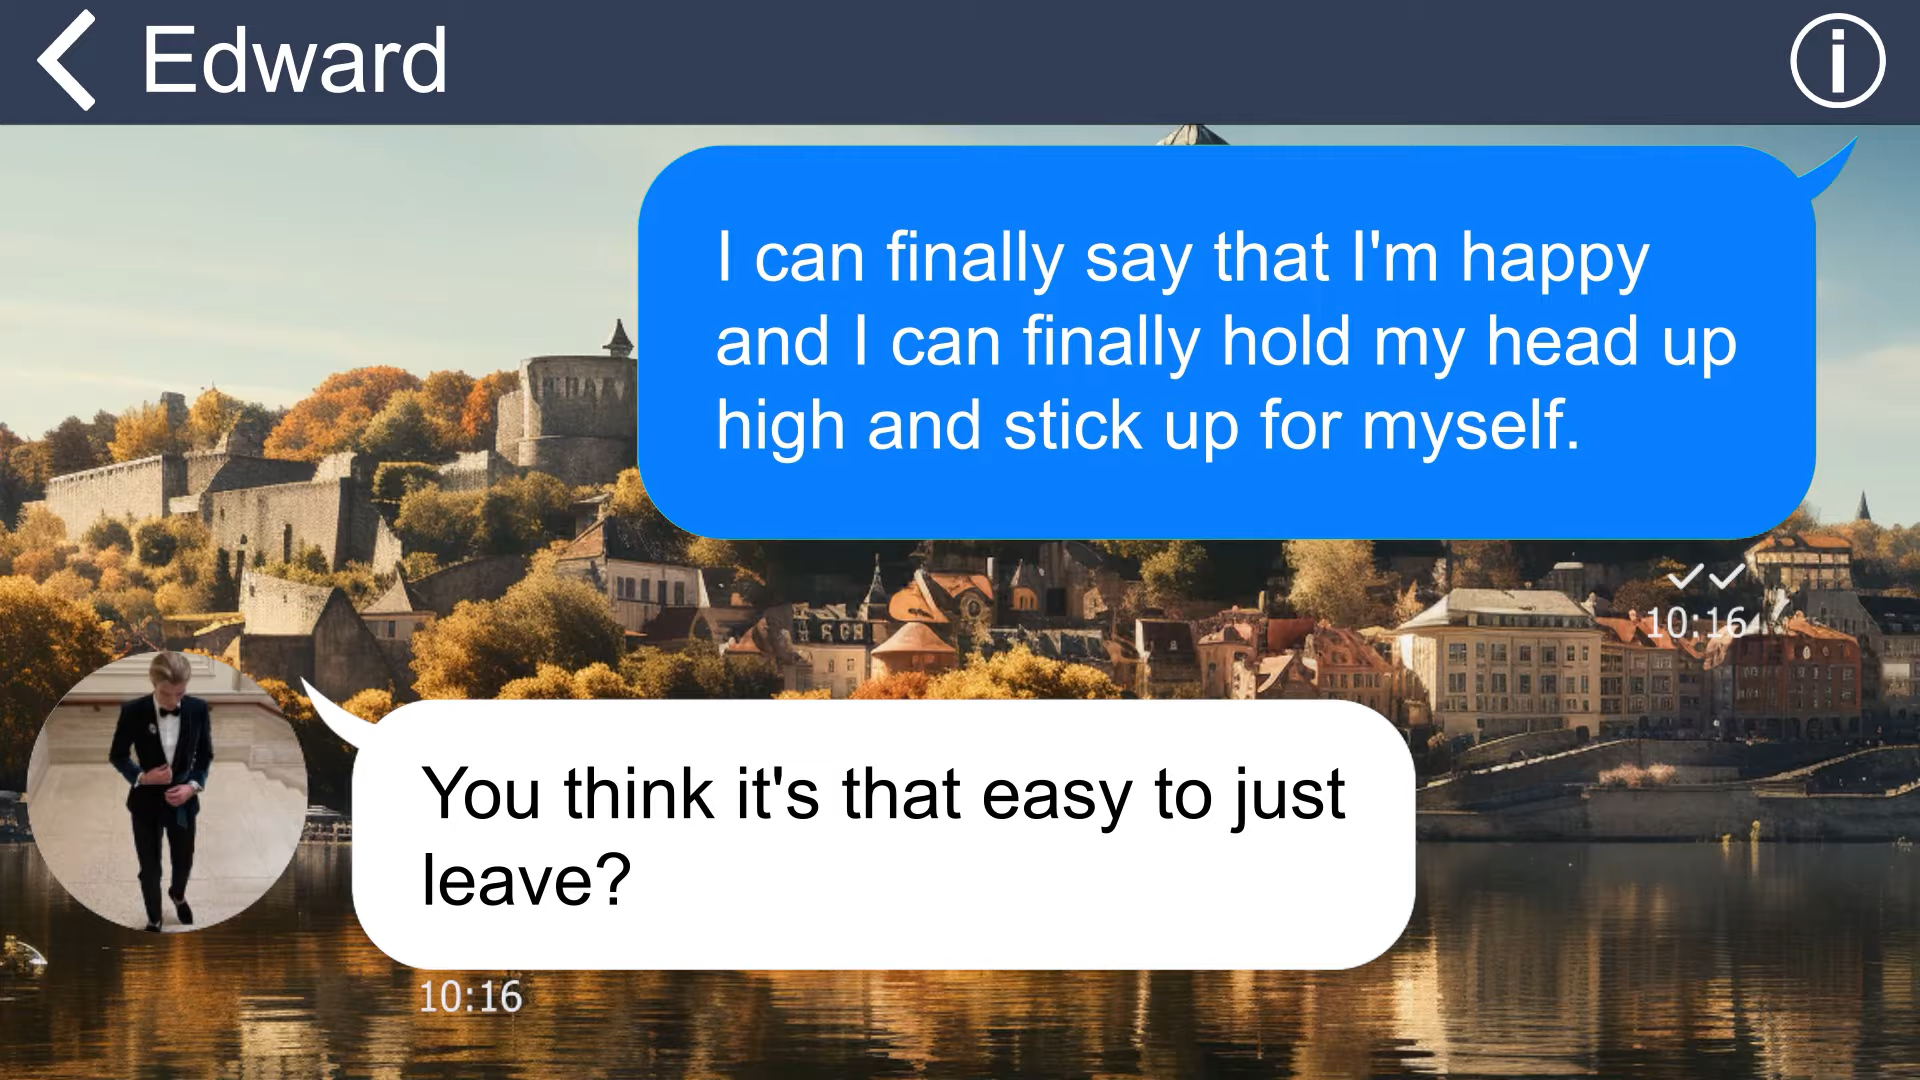 Edward
I can finally say that I'm happy
and I can finally hold my head up
high and stick up for myself.
10:16
You think it's that easy to just
leave?
10:16